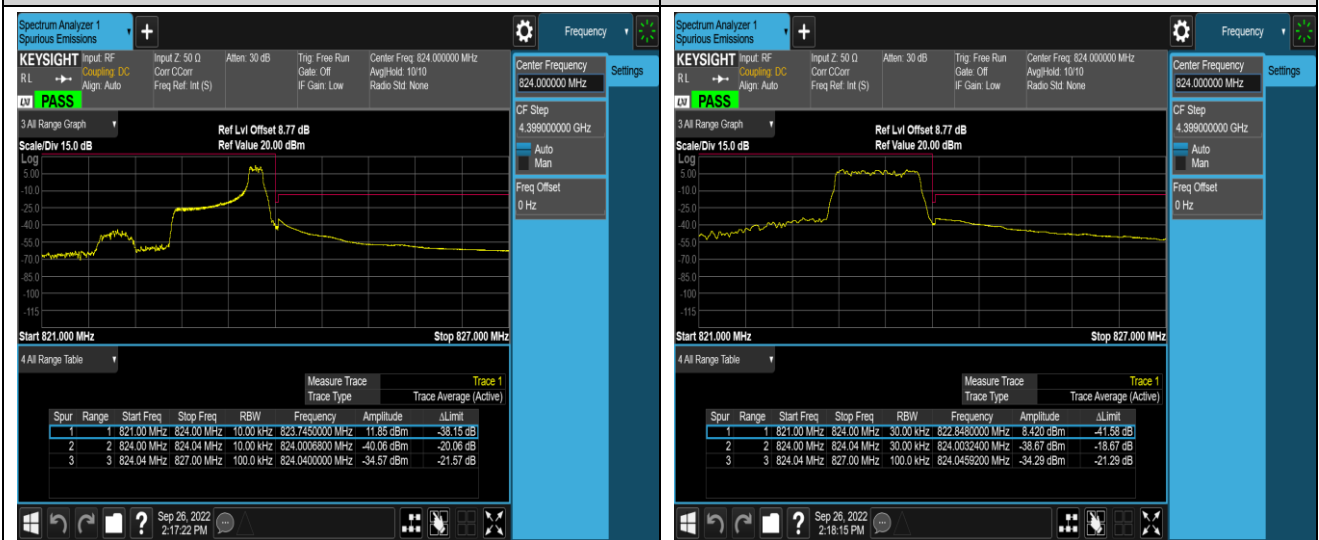 Spectrum Analyzer 1
Spurious Emissions
Frequency
KEYSIGHT
RL
Input: RF
Coupling: DC
Align: Auto
Input Z: 50 Ω
Corr CCorr
Freq Ref: Int (S)
Atten: 30 dB
Trig: Free Run
Gate: Off
IF Gain: Low
Center Freq: 824.000000 MHz
Avg|Hold: 10/10
Radio Std: None
LXI PASS
Center Frequency
824.000000 MHz
Settings
CF Step
4.399000000 GHz
Auto
Man
Freq Offset
0 Hz
3 All Range Graph
Ref Lvl Offset 8.77 dB
Scale/Div 15.0 dB
Ref Value 20.00 dBm
Log
5.00
-10.0
-25.0
-40.0
-55.0
-70.0
-85.0
-100
-115
Start 821.000 MHz
Stop 827.000 MHz
4 All Range Table
Measure Trace Trace 1
Trace Type Trace Average (Active)
Spur Range Start Freq Stop Freq RBW Frequency Amplitude ΔLimit
1 1 821.00 MHz 824.00 MHz 10.00 kHz 823.7450000 MHz 11.85 dBm -38.15 dB
2 2 824.00 MHz 824.04 MHz 10.00 kHz 824.0006800 MHz -40.06 dBm -20.06 dB
3 3 824.04 MHz 827.00 MHz 100.0 kHz 824.0400000 MHz -34.57 dBm -21.57 dB
?
Sep 26, 2022
2:17:22 PM
Spectrum Analyzer 1
Spurious Emissions
Frequency
KEYSIGHT
RL
Input: RF
Coupling: DC
Align: Auto
Input Z: 50 Ω
Corr CCorr
Freq Ref: Int (S)
Atten: 30 dB
Trig: Free Run
Gate: Off
IF Gain: Low
Center Freq: 824.000000 MHz
Avg|Hold: 10/10
Radio Std: None
LXI PASS
Center Frequency
824.000000 MHz
Settings
CF Step
4.399000000 GHz
Auto
Man
Freq Offset
0 Hz
3 All Range Graph
Ref Lvl Offset 8.77 dB
Scale/Div 15.0 dB
Ref Value 20.00 dBm
Log
5.00
-10.0
-25.0
-40.0
-55.0
-70.0
-85.0
-100
-115
Start 821.000 MHz
Stop 827.000 MHz
4 All Range Table
Measure Trace Trace 1
Trace Type Trace Average (Active)
Spur Range Start Freq Stop Freq RBW Frequency Amplitude ΔLimit
1 1 821.00 MHz 824.00 MHz 30.00 kHz 822.8480000 MHz 8.420 dBm -41.58 dB
2 2 824.00 MHz 824.04 MHz 30.00 kHz 824.0032400 MHz -38.67 dBm -18.67 dB
3 3 824.04 MHz 827.00 MHz 100.0 kHz 824.0459200 MHz -34.29 dBm -21.29 dB
?
Sep 26, 2022
2:18:15 PM